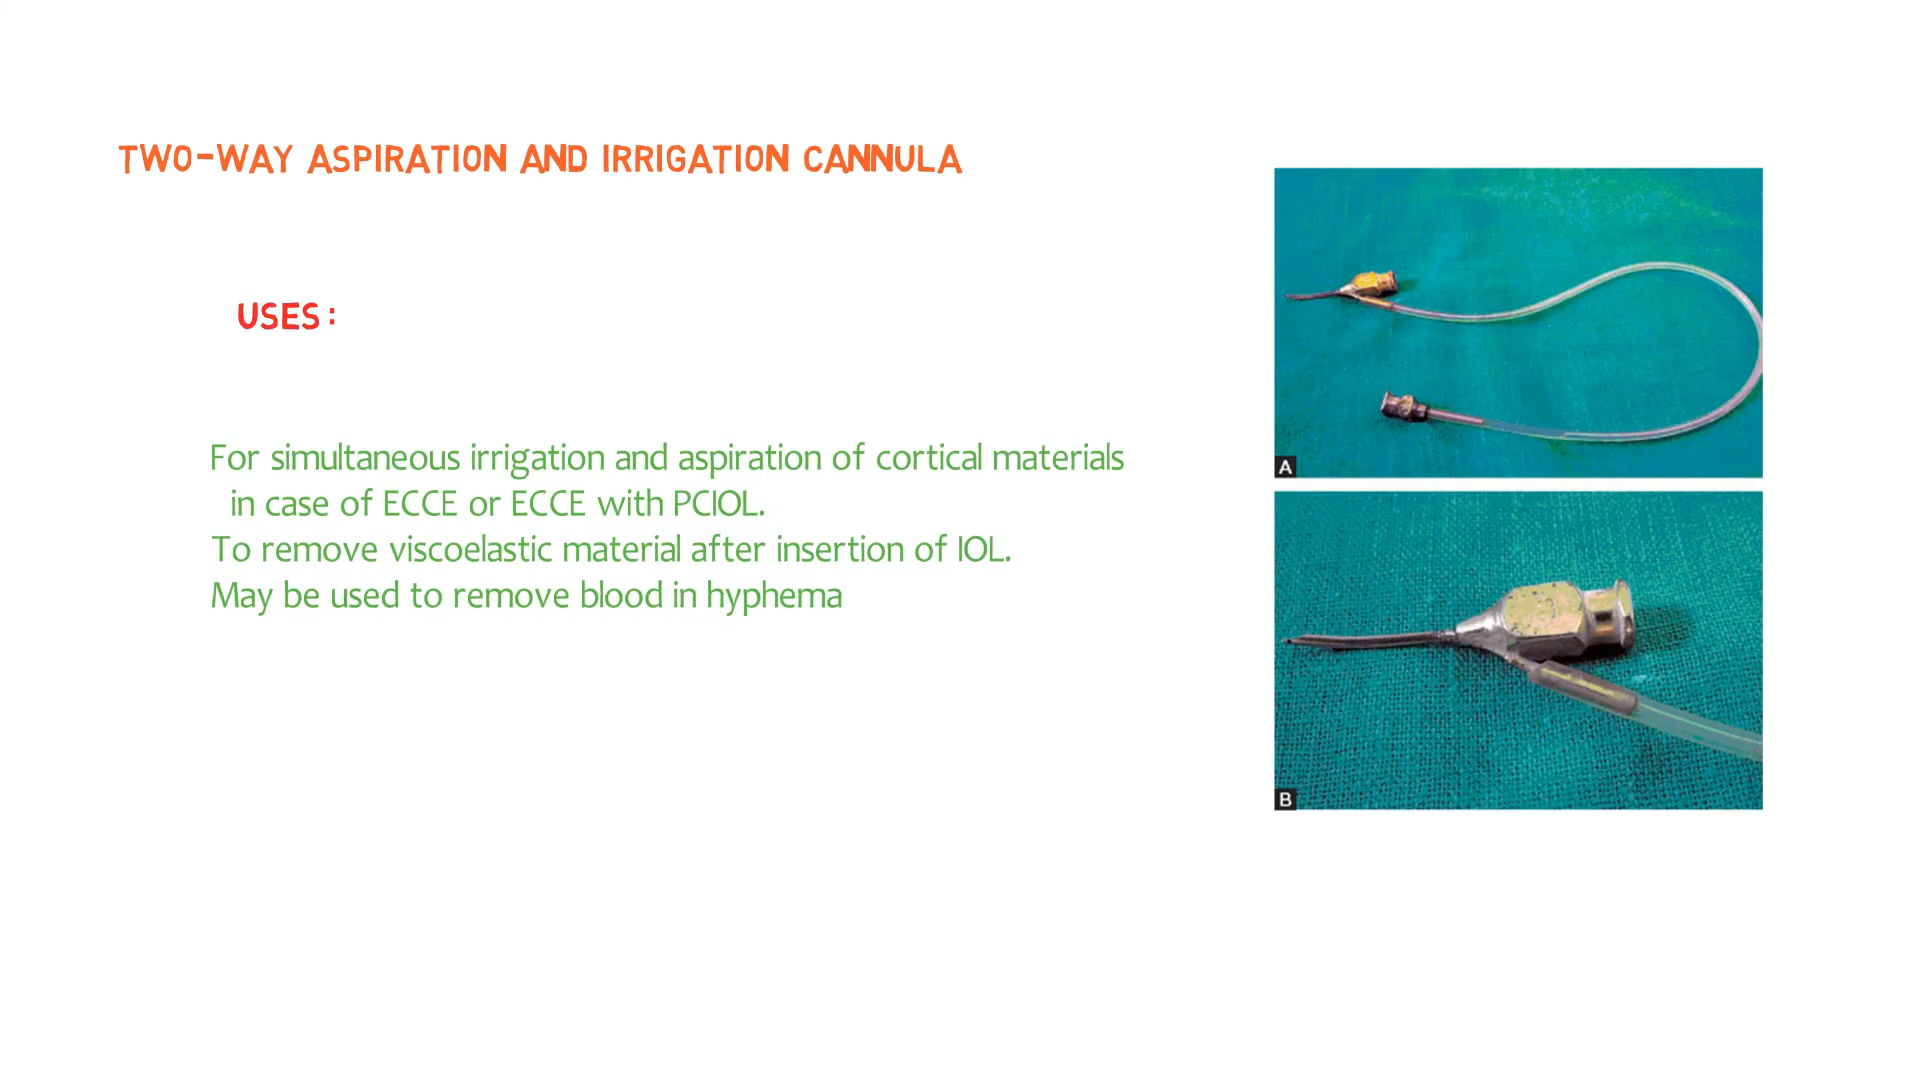 TWO-WAY ASPIRATION AND IRRIGATION CANNULA
USES :
For simultaneous irrigation and aspiration of cortical materials
in case of ECCE or ECCE with PCIOL.
To remove viscoelastic material after insertion of IOL.
May be used to remove blood in hyphema
A
B